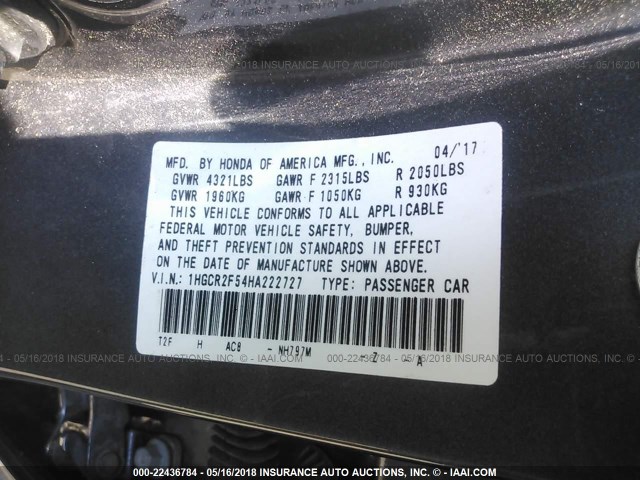 MFD. BY HONDA OF AMERICA MFG., INC. 04/'17
GVWR 4321LBS GAWR F 2315LBS R 2050LBS
GVWR 1960KG GAWR F 1050KG R 930KG
THIS VEHICLE CONFORMS TO ALL APPLICABLE
FEDERAL MOTOR VEHICLE SAFETY, BUMPER,
AND THEFT PREVENTION STANDARDS IN EFFECT
ON THE DATE OF MANUFACTURE SHOWN ABOVE.
V.I.N.: 1HGCR2F54HA222727 TYPE: PASSENGER CAR
T2F H AC8 - NH797M - Z - A
000-22436784 - 05/16/2018 INSURANCE AUTO AUCTIONS INC. © - IAAI.COM